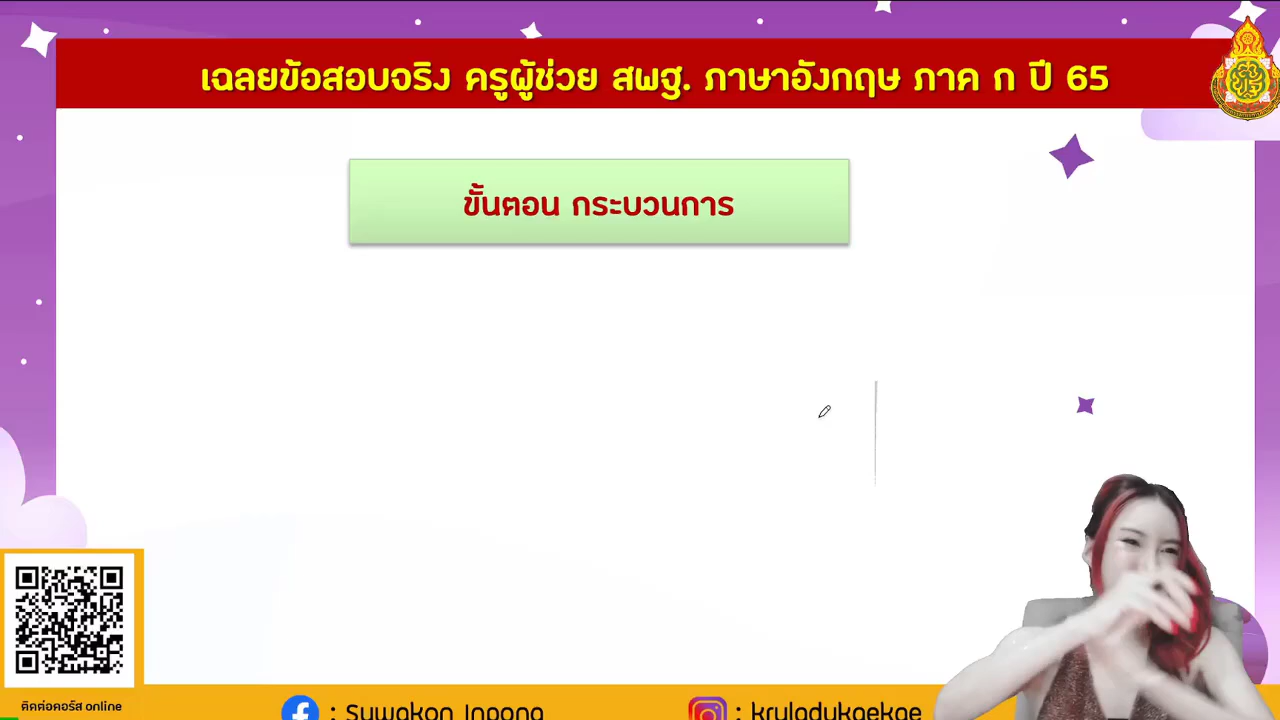 เฉลยข้อสอบจริง ครูผู้ช่วย สพฐ. ภาษาอังกฤษ ภาค ก ปี 65
ขั้นตอน กระบวนการ
ติดต่อคอร์ส online
: Suwakon Inpong
: kruladykaekae